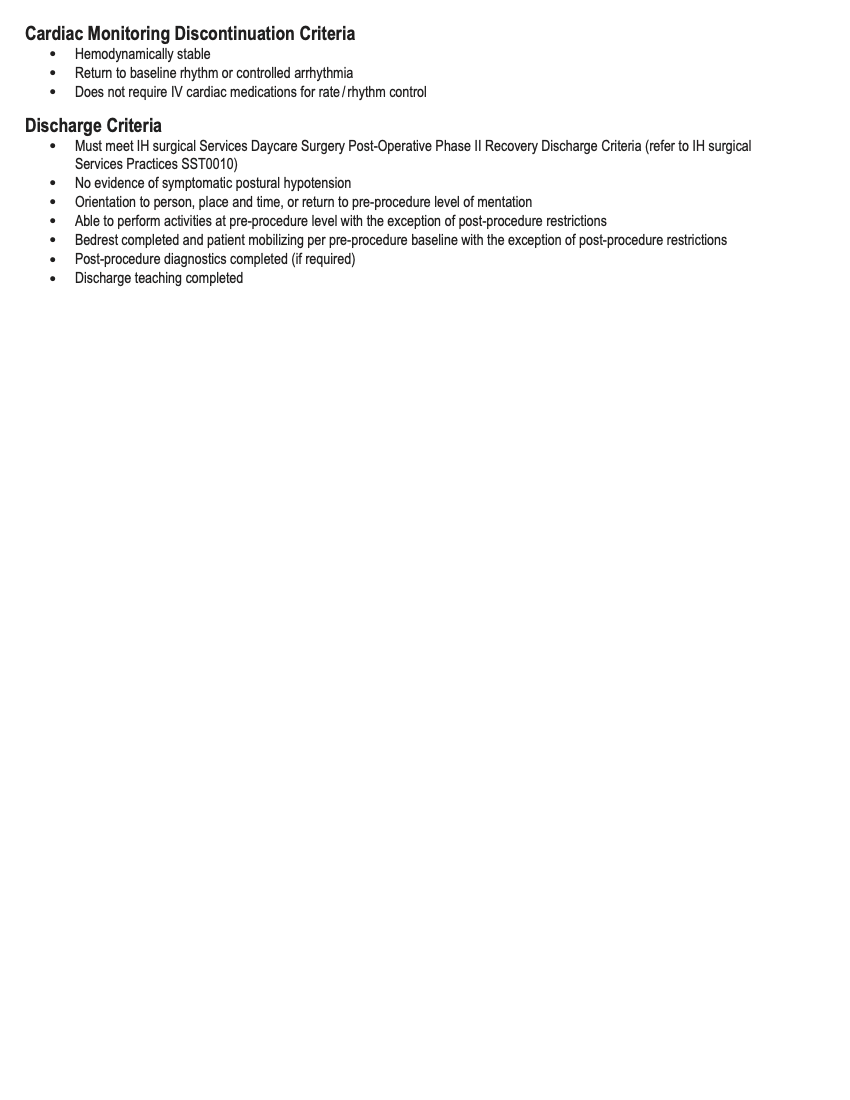 Cardiac Monitoring Discontinuation Criteria
• Hemodynamically stable
• Return to baseline rhythm or controlled arrhythmia
• Does not require IV cardiac medications for rate/rhythm control
Discharge Criteria
• Must meet IH surgical Services Daycare Surgery Post-Operative Phase II Recovery Discharge Criteria (refer to IH surgical
Services Practices SST0010)
• No evidence of symptomatic postural hypotension
• Orientation to person, place and time, or return to pre-procedure level of mentation
• Able to perform activities at pre-procedure level with the exception of post-procedure restrictions
• Bedrest completed and patient mobilizing per pre-procedure baseline with the exception of post-procedure restrictions
• Post-procedure diagnostics completed (if required)
• Discharge teaching completed